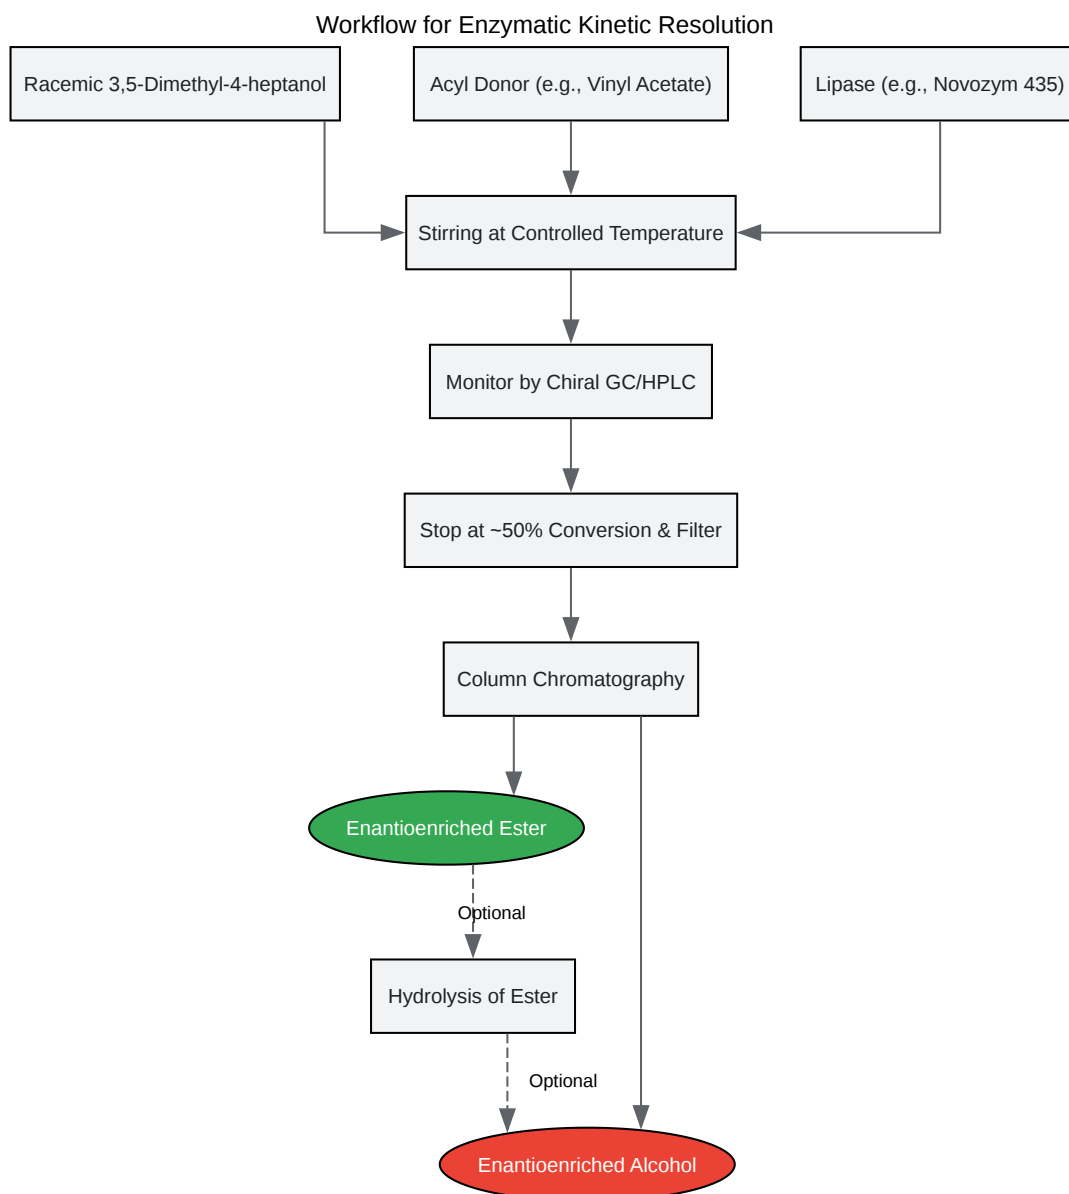 Workflow for Enzymatic Kinetic Resolution
Racemic 3,5-Dimethyl-4-heptanol
Acyl Donor (e.g., Vinyl Acetate)
Lipase (e.g., Novozym 435)
Stirring at Controlled Temperature
Monitor by Chiral GC/HPLC
Stop at ~50% Conversion & Filter
Column Chromatography
Enantioenriched Ester
Optional
Hydrolysis of Ester
Optional
Enantioenriched Alcohol